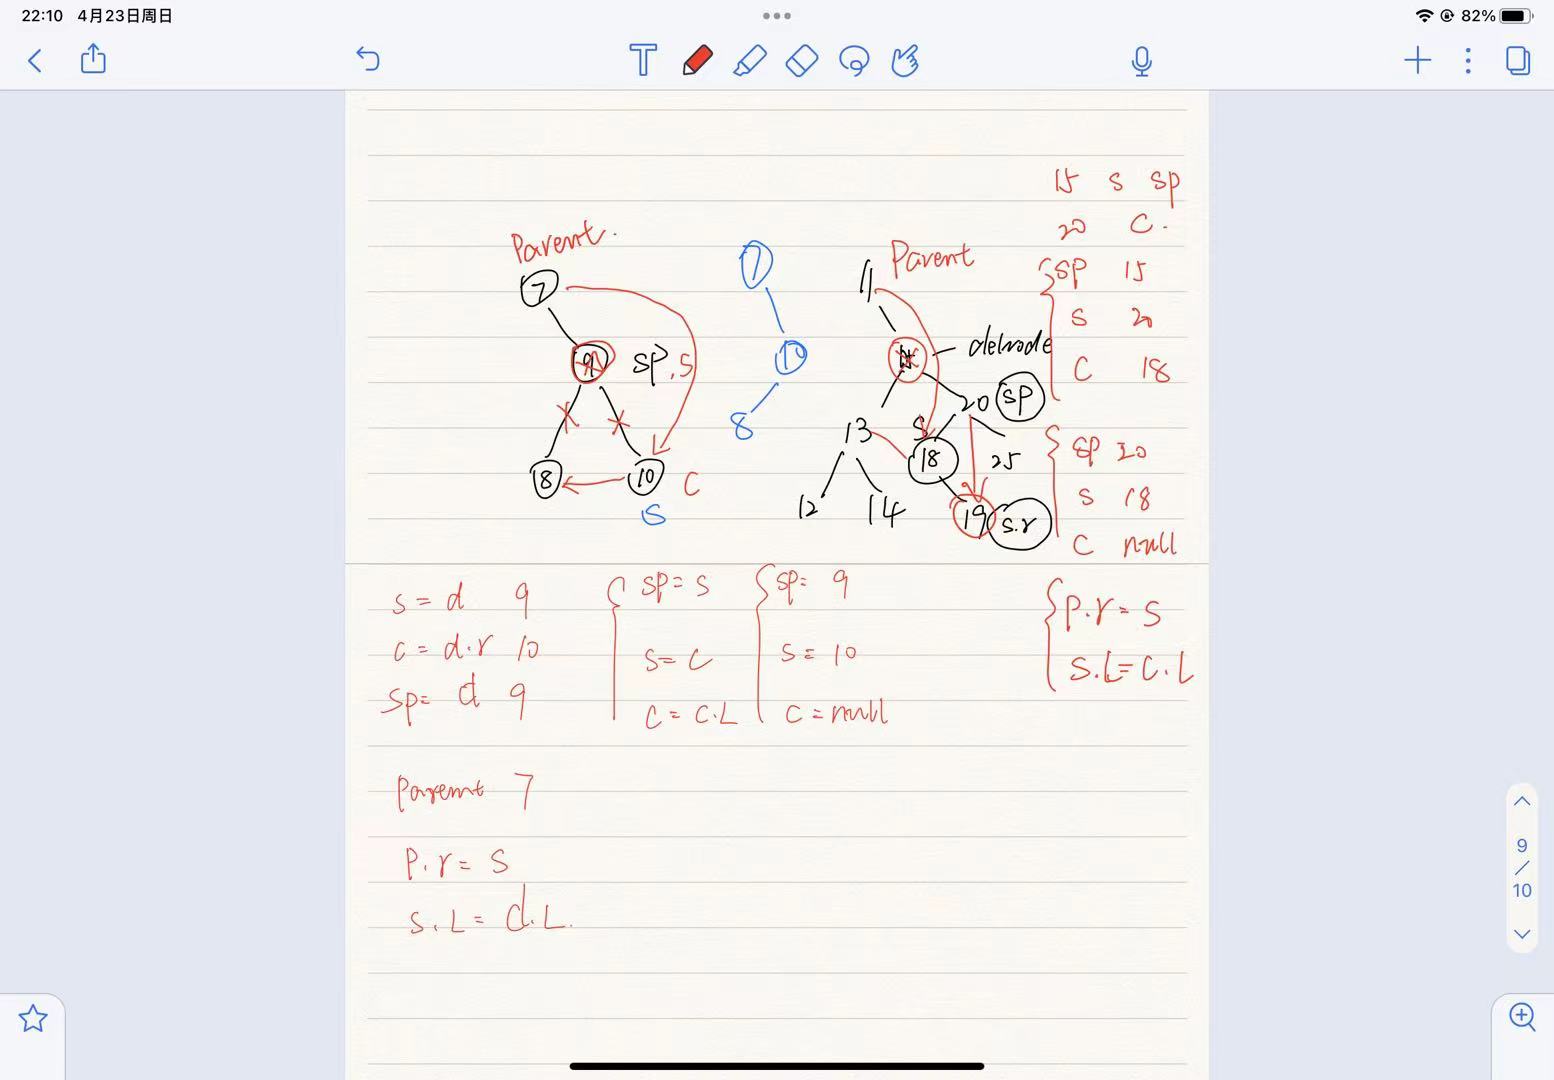 22:10 4月23日周日
82%
15 s sp
20 C.
Parent.
7
Parent
11
sp 15
s 20
C 18
7
9
sp,s
10
8
delnode
20 sp
13
s
18
25
8
10 C
s
12 14
19 s.r
sp 20
s 18
C null
s = d 9
c = d.r 10
sp= d 9
sp= s
s= c
c = c.L
sp= 9
s = 10
c = null
p.r = s
s.L= c.L
Parent 7
P.r = s
s.L = d.L.
9
/
10